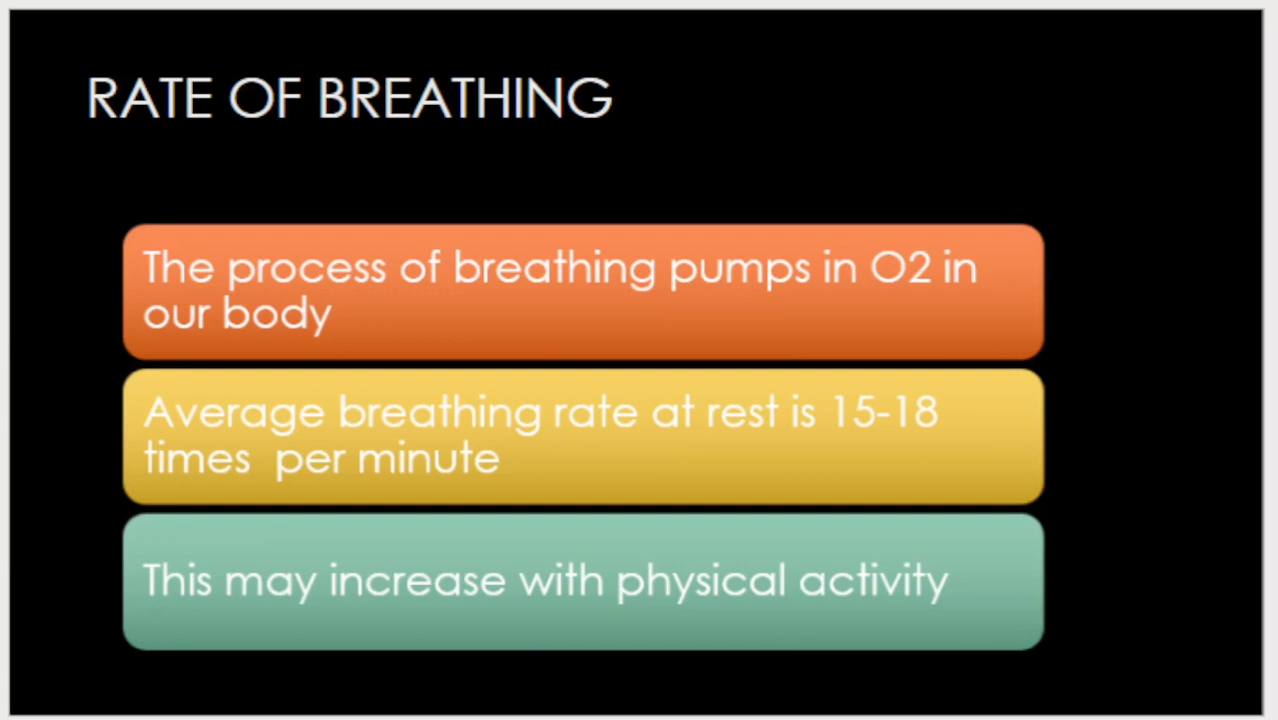 RATE OF BREATHING
The process of breathing pumps in O2 in
our body
Average breathing rate at rest is 15-18
times  per minute
This may increase with physical activity